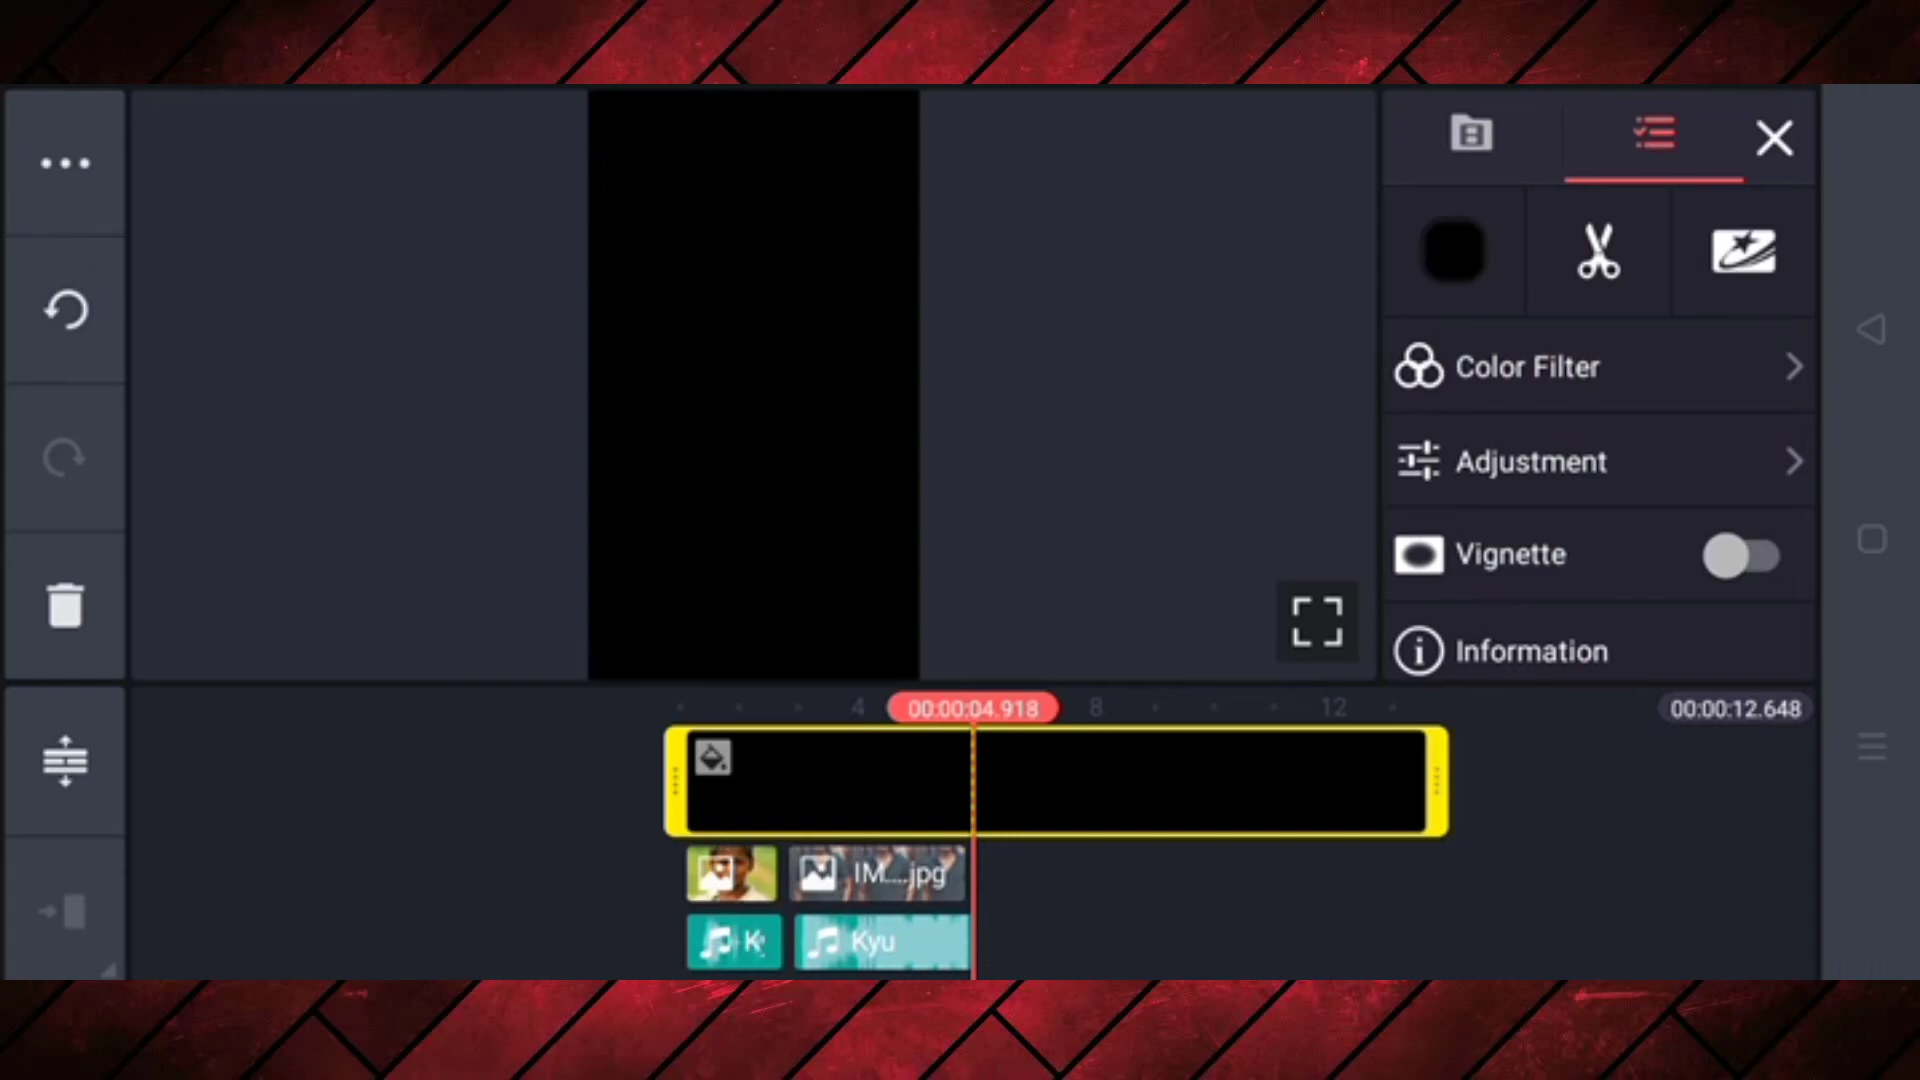 Color Filter
Adjustment
Vignette
Information
4
00:00:04.918
8
12
00:00:12.648
IM....jpg
K
Kyu